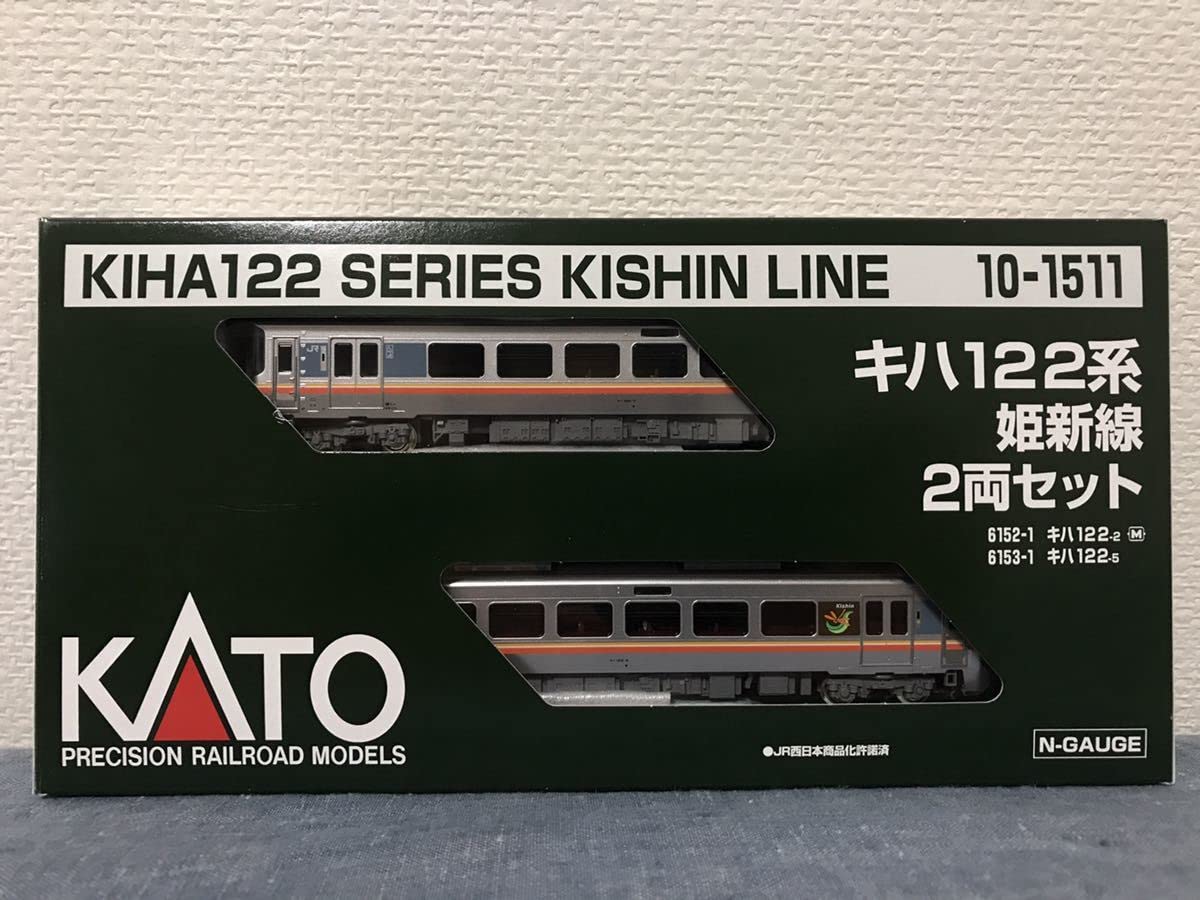 KIHA122 SERIES KISHIN LINE 10-1511
JR
キハ122系
姫新線
2両セット
6152-1 キハ122-2 M
6153-1 キハ122-5
Kishin
KATO
PRECISION RAILROAD MODELS
●JR西日本商品化許諾済
N-GAUGE